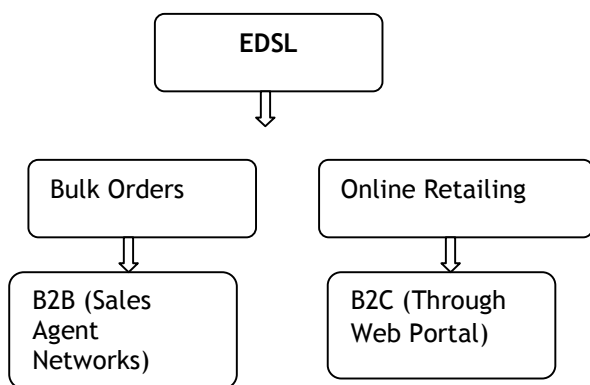 EDSL
Bulk Orders
Online Retailing
B2B (Sales
Agent
Networks)
B2C (Through
Web Portal)